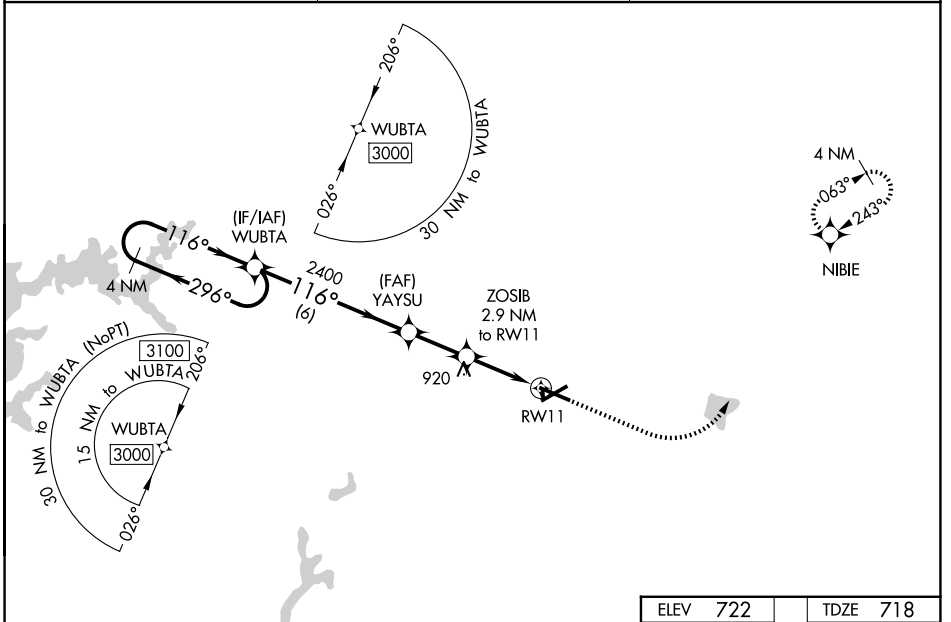 206°
WUBTA
3000
026°
30 NM to WUBTA
4 NM
063°
243°
NIBIE
(IF/IAF)
WUBTA
116°
296°
4 NM
2400
116°
(6)
(FAF)
YAYSU
ZOSIB
2.9 NM
to RW11
920
RW11
30 NM to WUBTA (NoPT)
3100
206°
15 NM to WUBTA
WUBTA
3000
026°
ELEV 722
TDZE 718